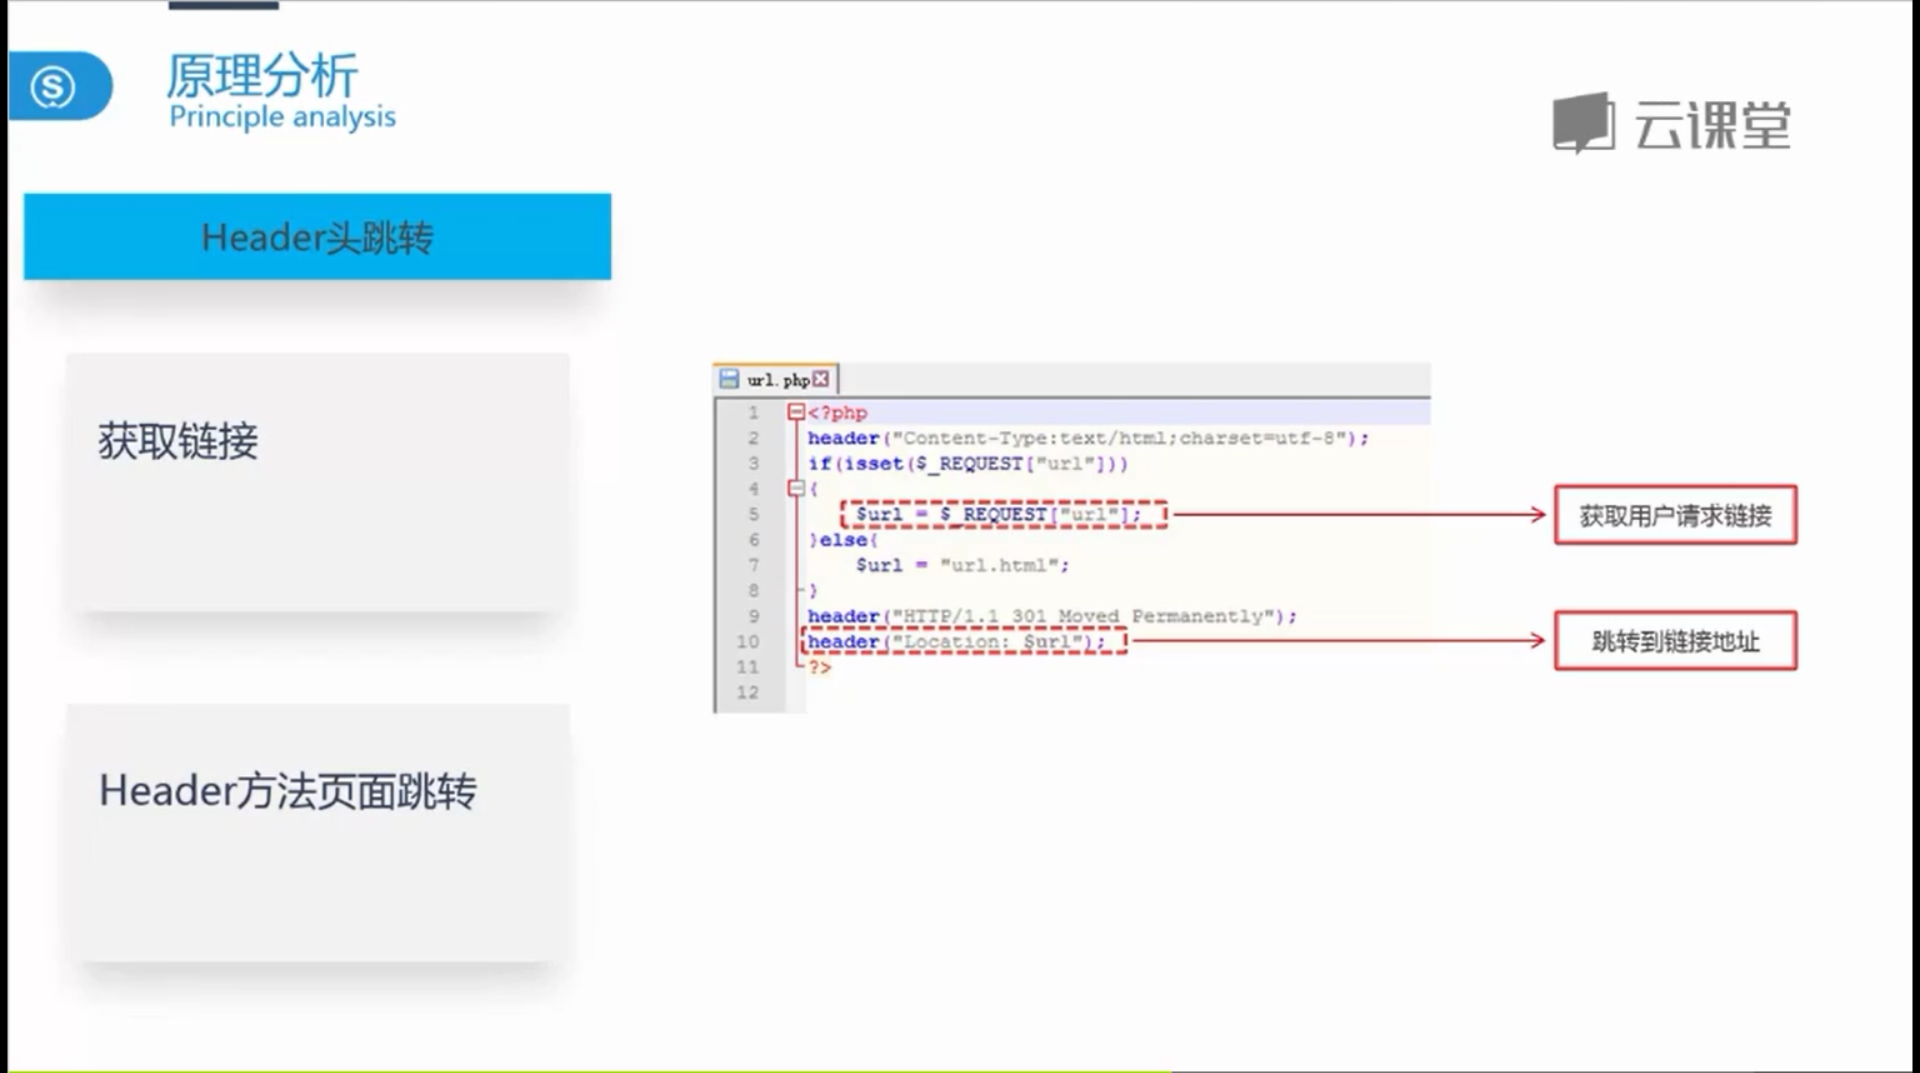 原理分析
Principle analysis
云课堂
Header头跳转
获取链接
Header方法页面跳转
url.php
1 <?php
2 header("Content-Type:text/html;charset=utf-8");
3 if(isset($_REQUEST["url"]))
4 {
5 $url = $_REQUEST["url"];
6 }else{
7 $url = "url.html";
8 }
9 header("HTTP/1.1 301 Moved Permanently");
10 header("Location: $url");
11 ?>
12
获取用户请求链接
跳转到链接地址